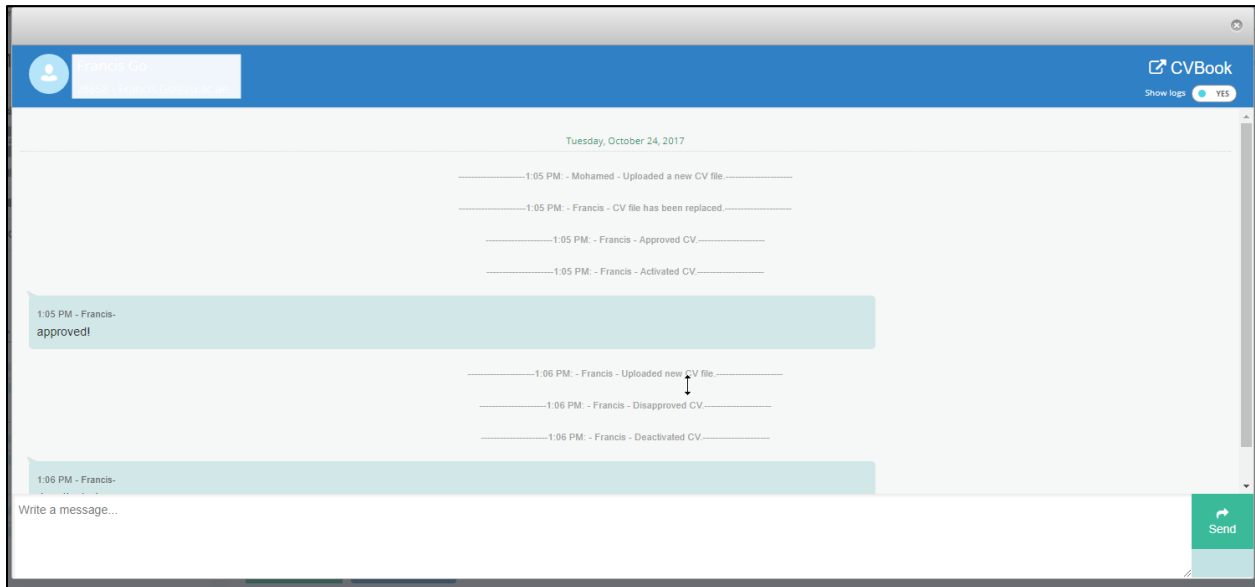 Francis Go
CVBook
Show logs YES
Tuesday, October 24, 2017
----------------------1:05 PM: - Mohamed - Uploaded a new CV file.----------------------
----------------------1:05 PM: - Francis - CV file has been replaced.----------------------
----------------------1:05 PM: - Francis - Approved CV.----------------------
----------------------1:05 PM: - Francis - Activated CV.----------------------
1:05 PM - Francis-
approved!
----------------------1:06 PM: - Francis - Uploaded new CV file.----------------------
----------------------1:06 PM: - Francis - Disapproved CV.----------------------
----------------------1:06 PM: - Francis - Deactivated CV.----------------------
1:06 PM - Francis-
Write a message...
Send